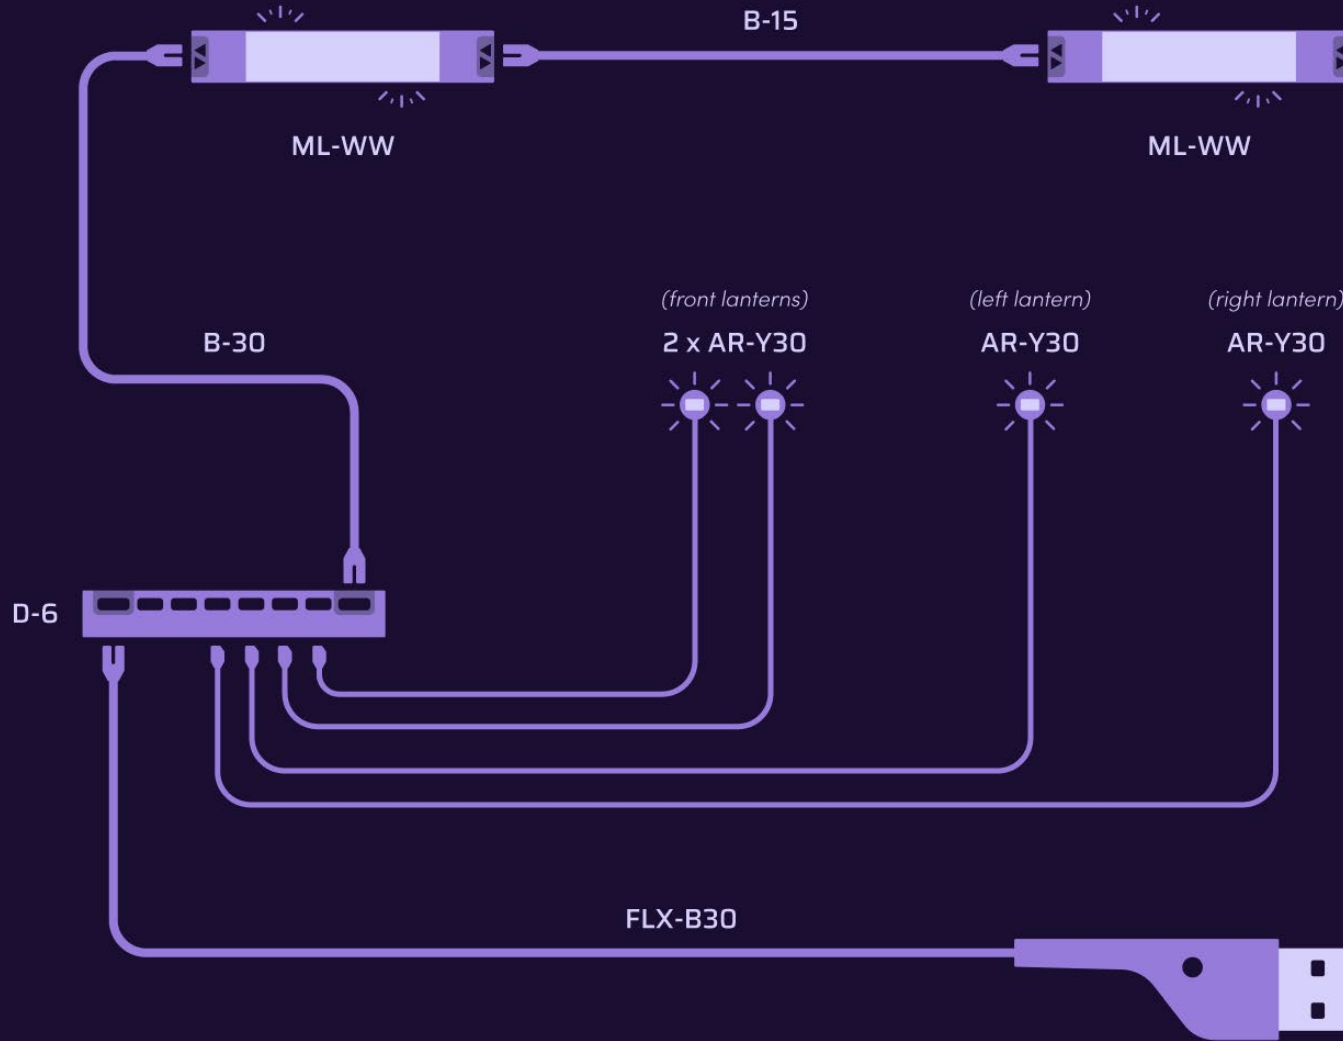 B-15
ML-WW
ML-WW
(front lanterns)
(left lantern)
(right lantern)
B-30
2 x AR-Y30
AR-Y30
AR-Y30
D-6
FLX-B30